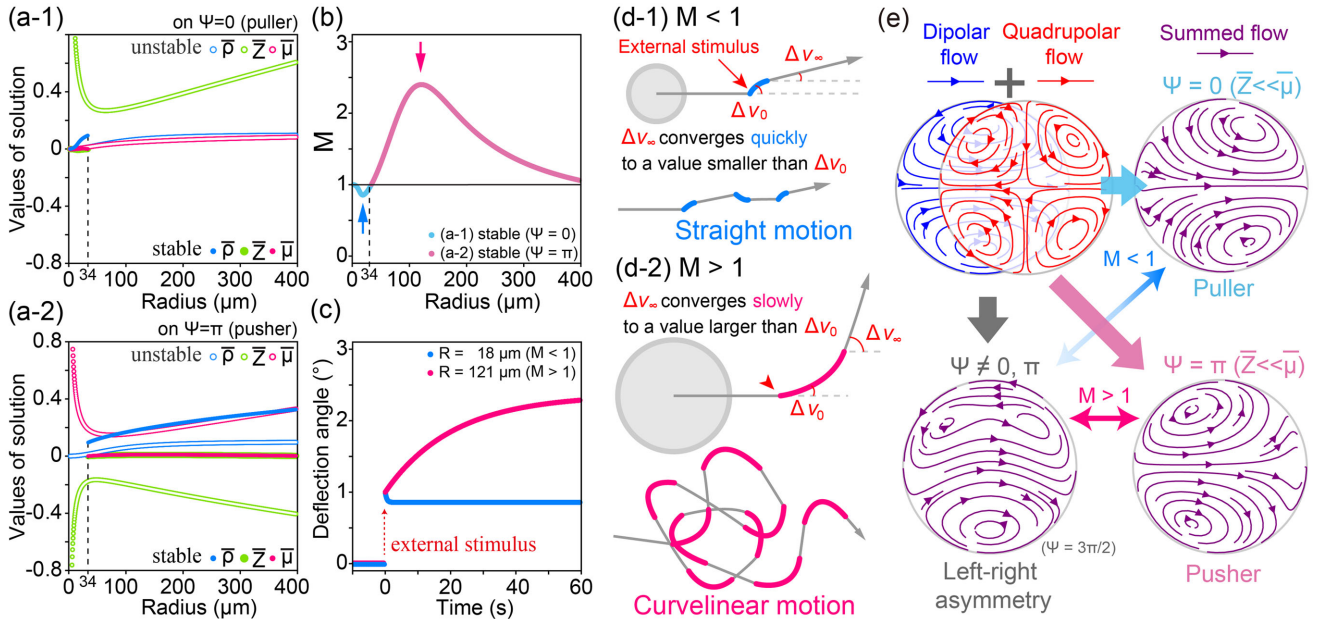 (a-1)
on Ψ=0 (puller)
unstable ρ̅ Z̅ μ̅
Values of solution
0.4
0
-0.4
-0.8
stable ρ̅ Z̅ μ̅
0 34 100 200 300 400
Radius (μm)
(a-2)
on Ψ=π (pusher)
0.8
unstable ρ̅ Z̅ μ̅
Values of solution
0.4
0
-0.4
-0.8
stable ρ̅ Z̅ μ̅
0 34 100 200 300 400
Radius (μm)
(b)
M
3
2
1
0
(a-1) stable (Ψ = 0)
(a-2) stable (Ψ = π)
0 34 100 200 300 400
Radius (μm)
(c)
Deflection angle (°)
3
2
1
0
R = 18 μm (M < 1)
R = 121 μm (M > 1)
external stimulus
-10 0 20 40 60
Time (s)
(d-1) M < 1
External stimulus
Δv∞
Δv0
Δv∞ converges quickly
to a value smaller than Δv0
Straight motion
(d-2) M > 1
Δv∞ converges slowly
to a value larger than Δv0
Δv∞
Δv0
Curvelinear motion
(e)
Dipolar
flow
Quadrupolar
flow
+
Summed flow
Ψ = 0 (Z̅<<μ̅)
M < 1
Puller
Ψ ≠ 0, π
Ψ = π (Z̅<<μ̅)
M > 1
(Ψ = 3π/2)
Left-right
asymmetry
Pusher